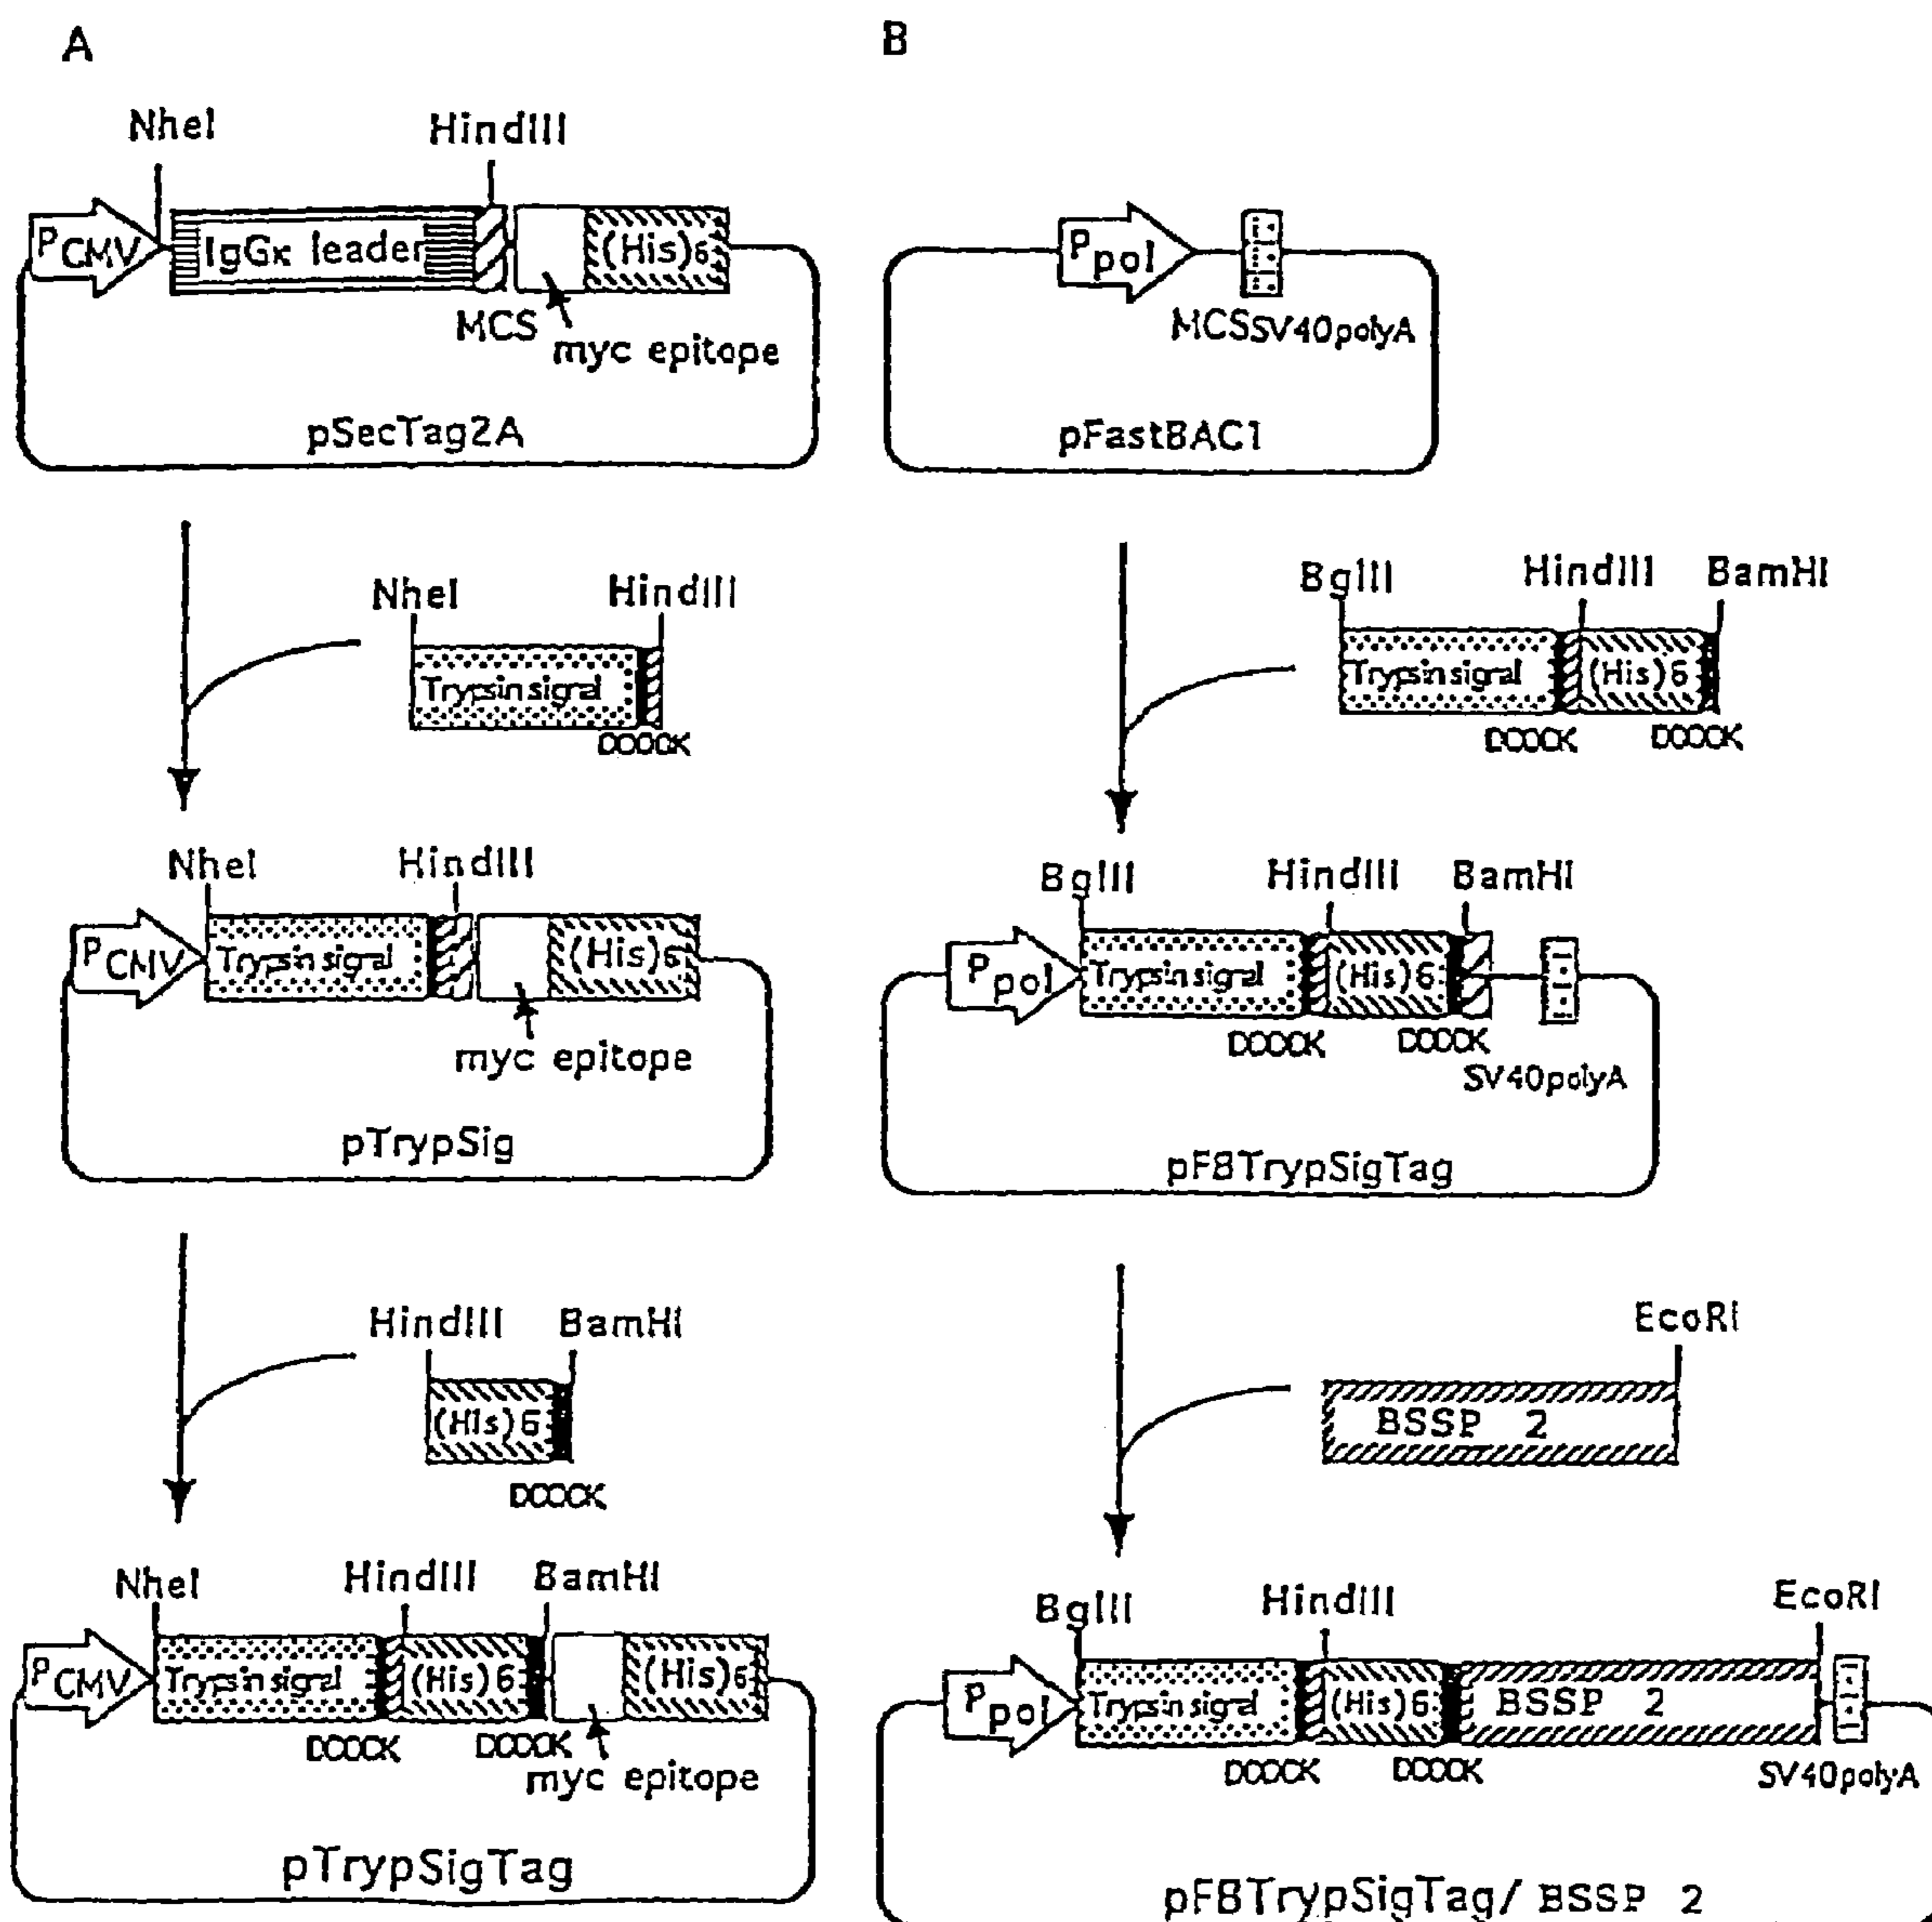 A
NheI HindIII
PCMV IgGκ leader (His)6
MCS
myc epitope
pSecTag2A
NheI HindIII
Trypsin signal
DDDDK
NheI HindIII
PCMV Trypsin signal (His)6
myc epitope
pTrypSig
HindIII BamHI
(His)6
DDDDK
NheI HindIII BamHI
PCMV Trypsin signal (His)6 (His)6
DDDDK DDDDK
myc epitope
pTrypSigTag
B
Ppol
MCS SV40polyA
pFastBAC1
BglII HindIII BamHI
Trypsin signal (His)6
DDDDK DDDDK
BglII HindIII BamHI
Ppol Trypsin signal (His)6
DDDDK DDDDK
SV40polyA
pFBTrypSigTag
EcoRI
BSSP 2
BglII HindIII EcoRI
Ppol Trypsin signal (His)6 BSSP 2
DDDDK DDDDK
SV40polyA
pFBTrypSigTag/ BSSP 2